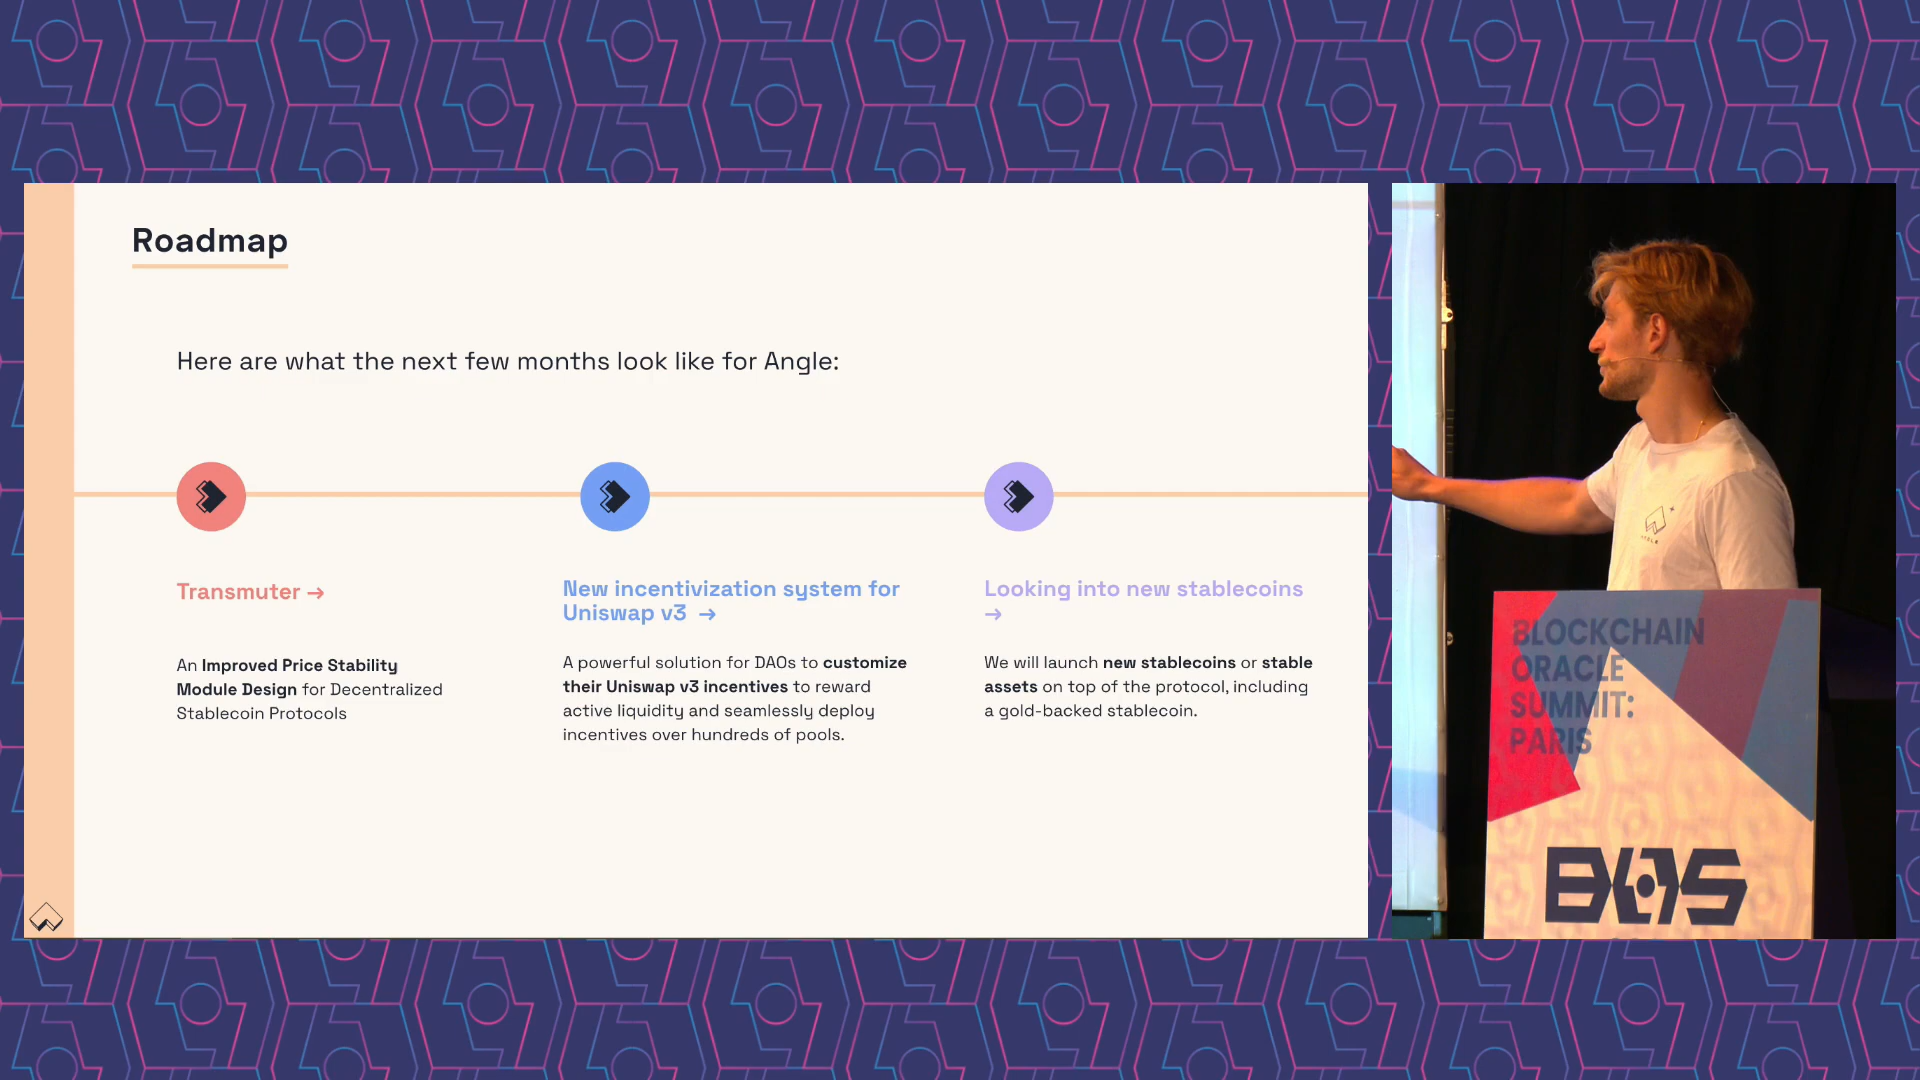 Roadmap
Here are what the next few months look like for Angle:
Transmuter →
An Improved Price Stability
Module Design for Decentralized
Stablecoin Protocols
New incentivization system for
Uniswap v3 →
A powerful solution for DAOs to customize
their Uniswap v3 incentives to reward
active liquidity and seamlessly deploy
incentives over hundreds of pools.
Looking into new stablecoins
→
We will launch new stablecoins or stable
assets on top of the protocol, including
a gold-backed stablecoin.
BLOCKCHAIN
ORACLE
SUMMIT:
PARIS
BOS